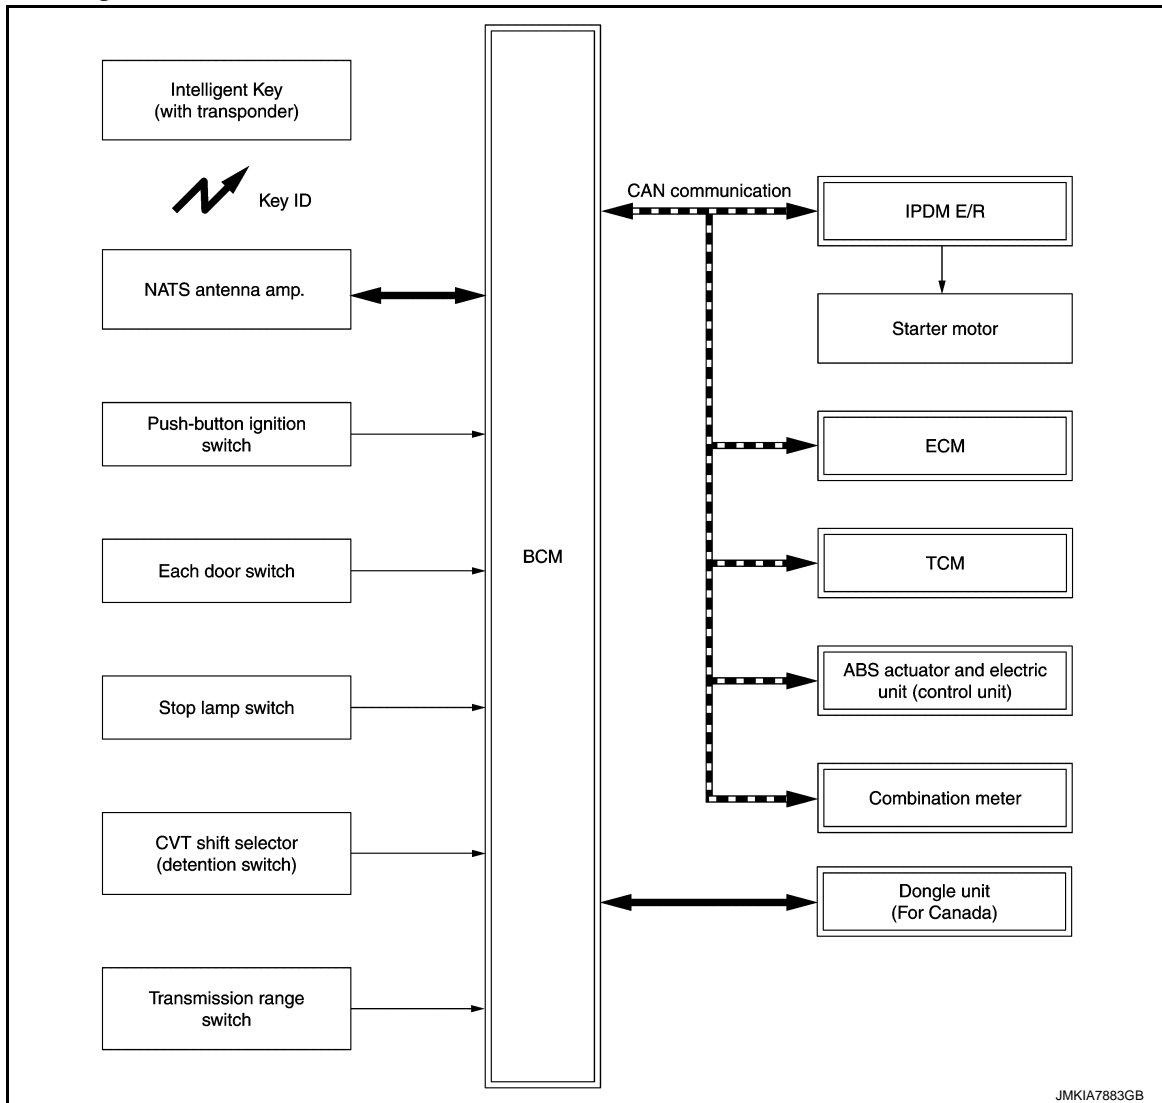 Intelligent Key
(with transponder)
Key ID
NATS antenna amp.
Push-button ignition
switch
Each door switch
Stop lamp switch
CVT shift selector
(detention switch)
Transmission range
switch
BCM
CAN communication
IPDM E/R
Starter motor
ECM
TCM
ABS actuator and electric
unit (control unit)
Combination meter
Dongle unit
(For Canada)
JMKIA7883GB